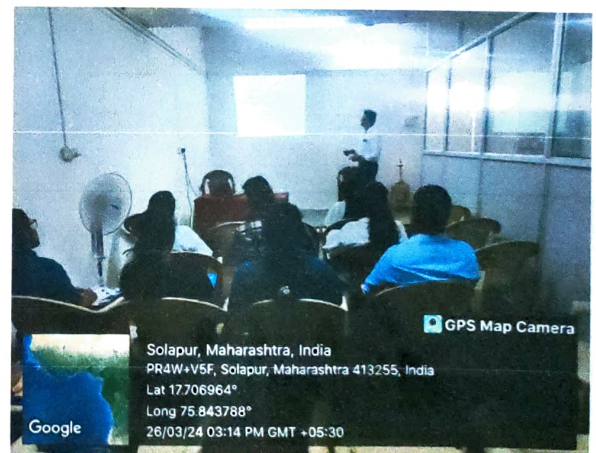 GPS Map Camera
Solapur, Maharashtra, India
PR4W+V5F, Solapur, Maharashtra 413255, India
Lat 17.706964°
Long 75.843788°
26/03/24 03:14 PM GMT +05:30
Google